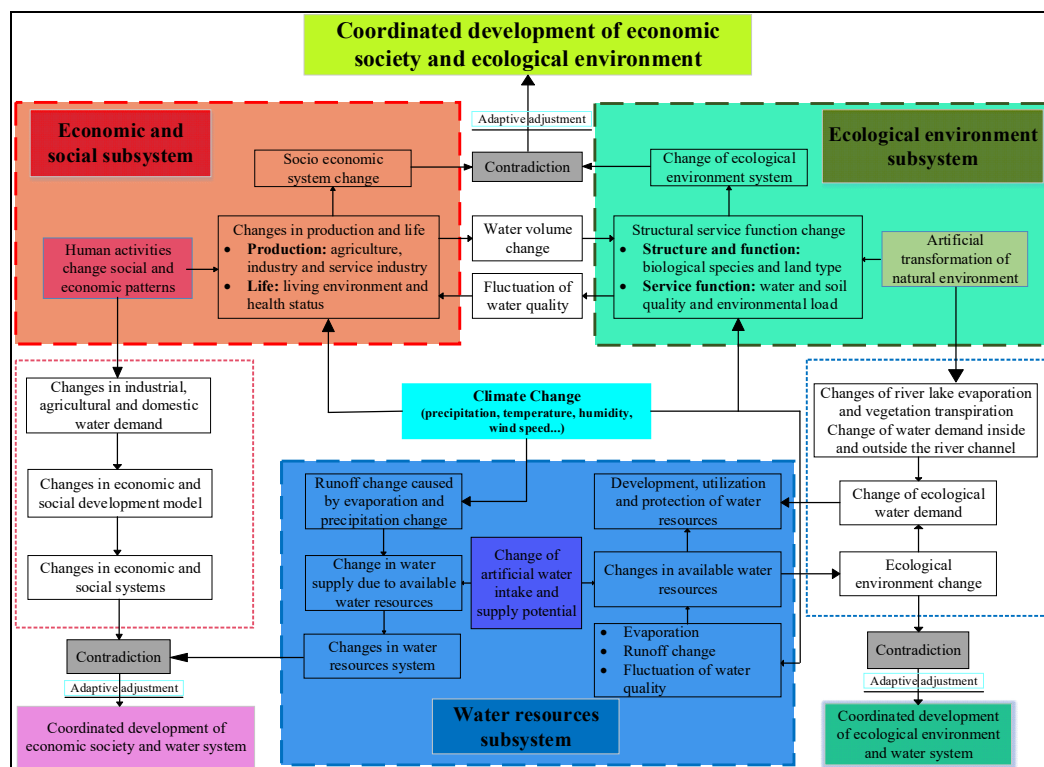 Coordinated development of economic
society and ecological environment
Adaptive adjustment
Economic and
social subsystem
Ecological environment
subsystem
Socio economic
system change
Contradiction
Change of ecological
environment system
Changes in production and life
• Production: agriculture,
industry and service industry
• Life: living environment and
health status
Water volume
change
Structural service function change
• Structure and function:
biological species and land type
• Service function: water and soil
quality and environmental load
Human activities
change social and
economic patterns
Artificial
transformation of
natural environment
Fluctuation of
water quality
Changes in industrial,
agricultural and domestic
water demand
Climate Change
(precipitation, temperature, humidity,
wind speed...)
Changes of river lake evaporation
and vegetation transpiration
Change of water demand inside
and outside the river channel
Changes in economic and
social development model
Runoff change caused
by evaporation and
precipitation change
Development, utilization
and protection of water
resources
Change of ecological
water demand
Changes in economic and
social systems
Change in water
supply due to available
water resources
Change of
artificial water
intake and
supply potential
Changes in available water
resources
Ecological
environment change
Contradiction
Changes in water
resources system
• Evaporation
• Runoff change
• Fluctuation of water
quality
Contradiction
Adaptive adjustment
Adaptive adjustment
Coordinated development of
economic society and water system
Water resources
subsystem
Coordinated development
of ecological environment
and water system